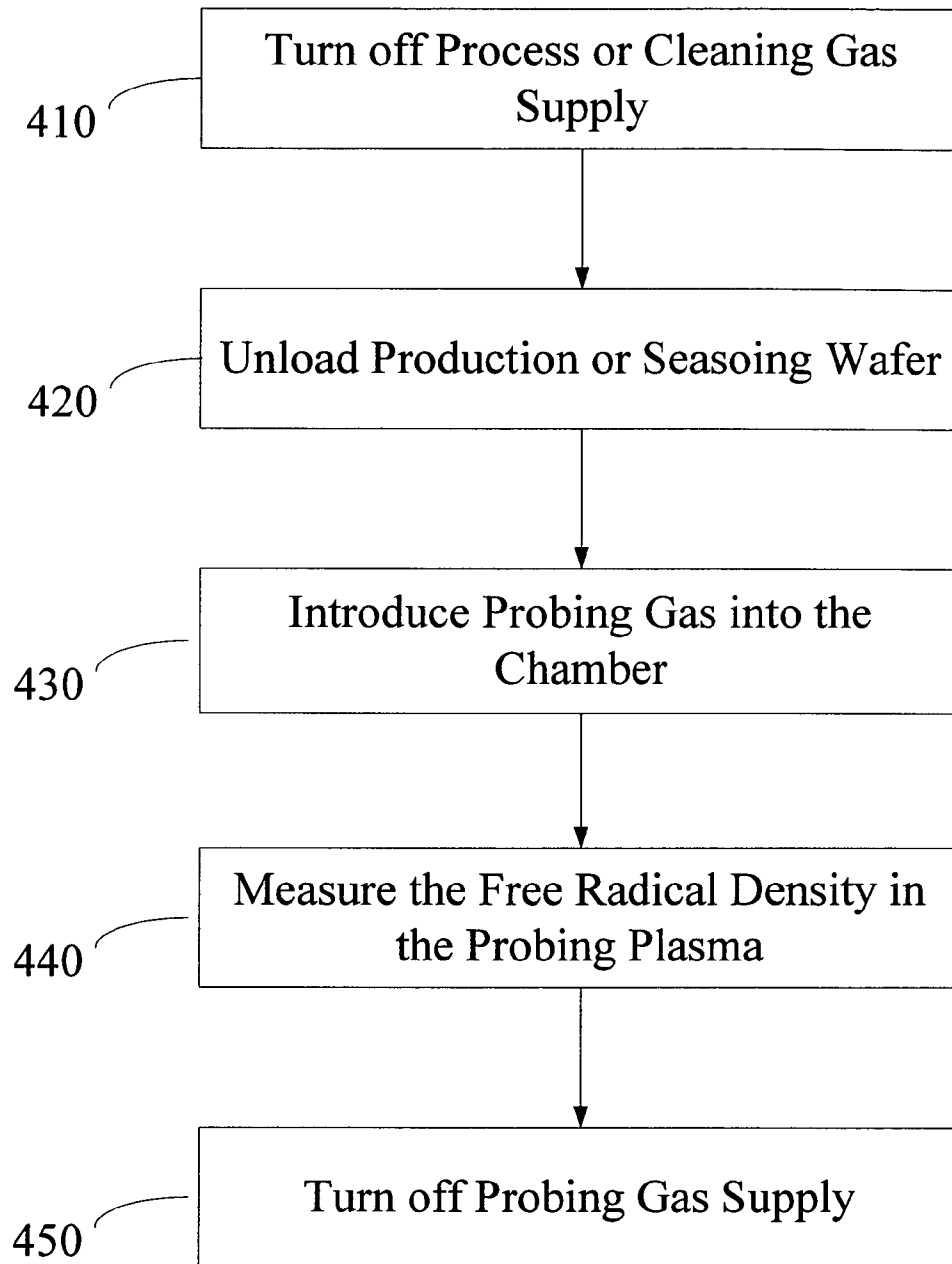 Turn off Process or Cleaning Gas
Supply
410
Unload Production or Seasoing Wafer
420
Introduce Probing Gas into the
Chamber
430
Measure the Free Radical Density in
the Probing Plasma
440
Turn off Probing Gas Supply
450